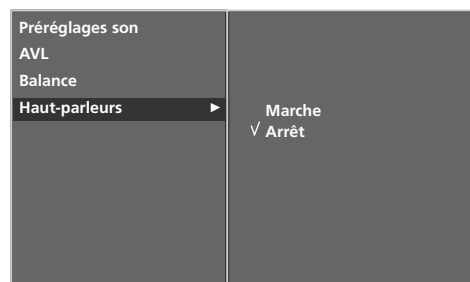 Préréglages son
AVL
Balance
Haut-parleurs ►
Marche
√ Arrêt